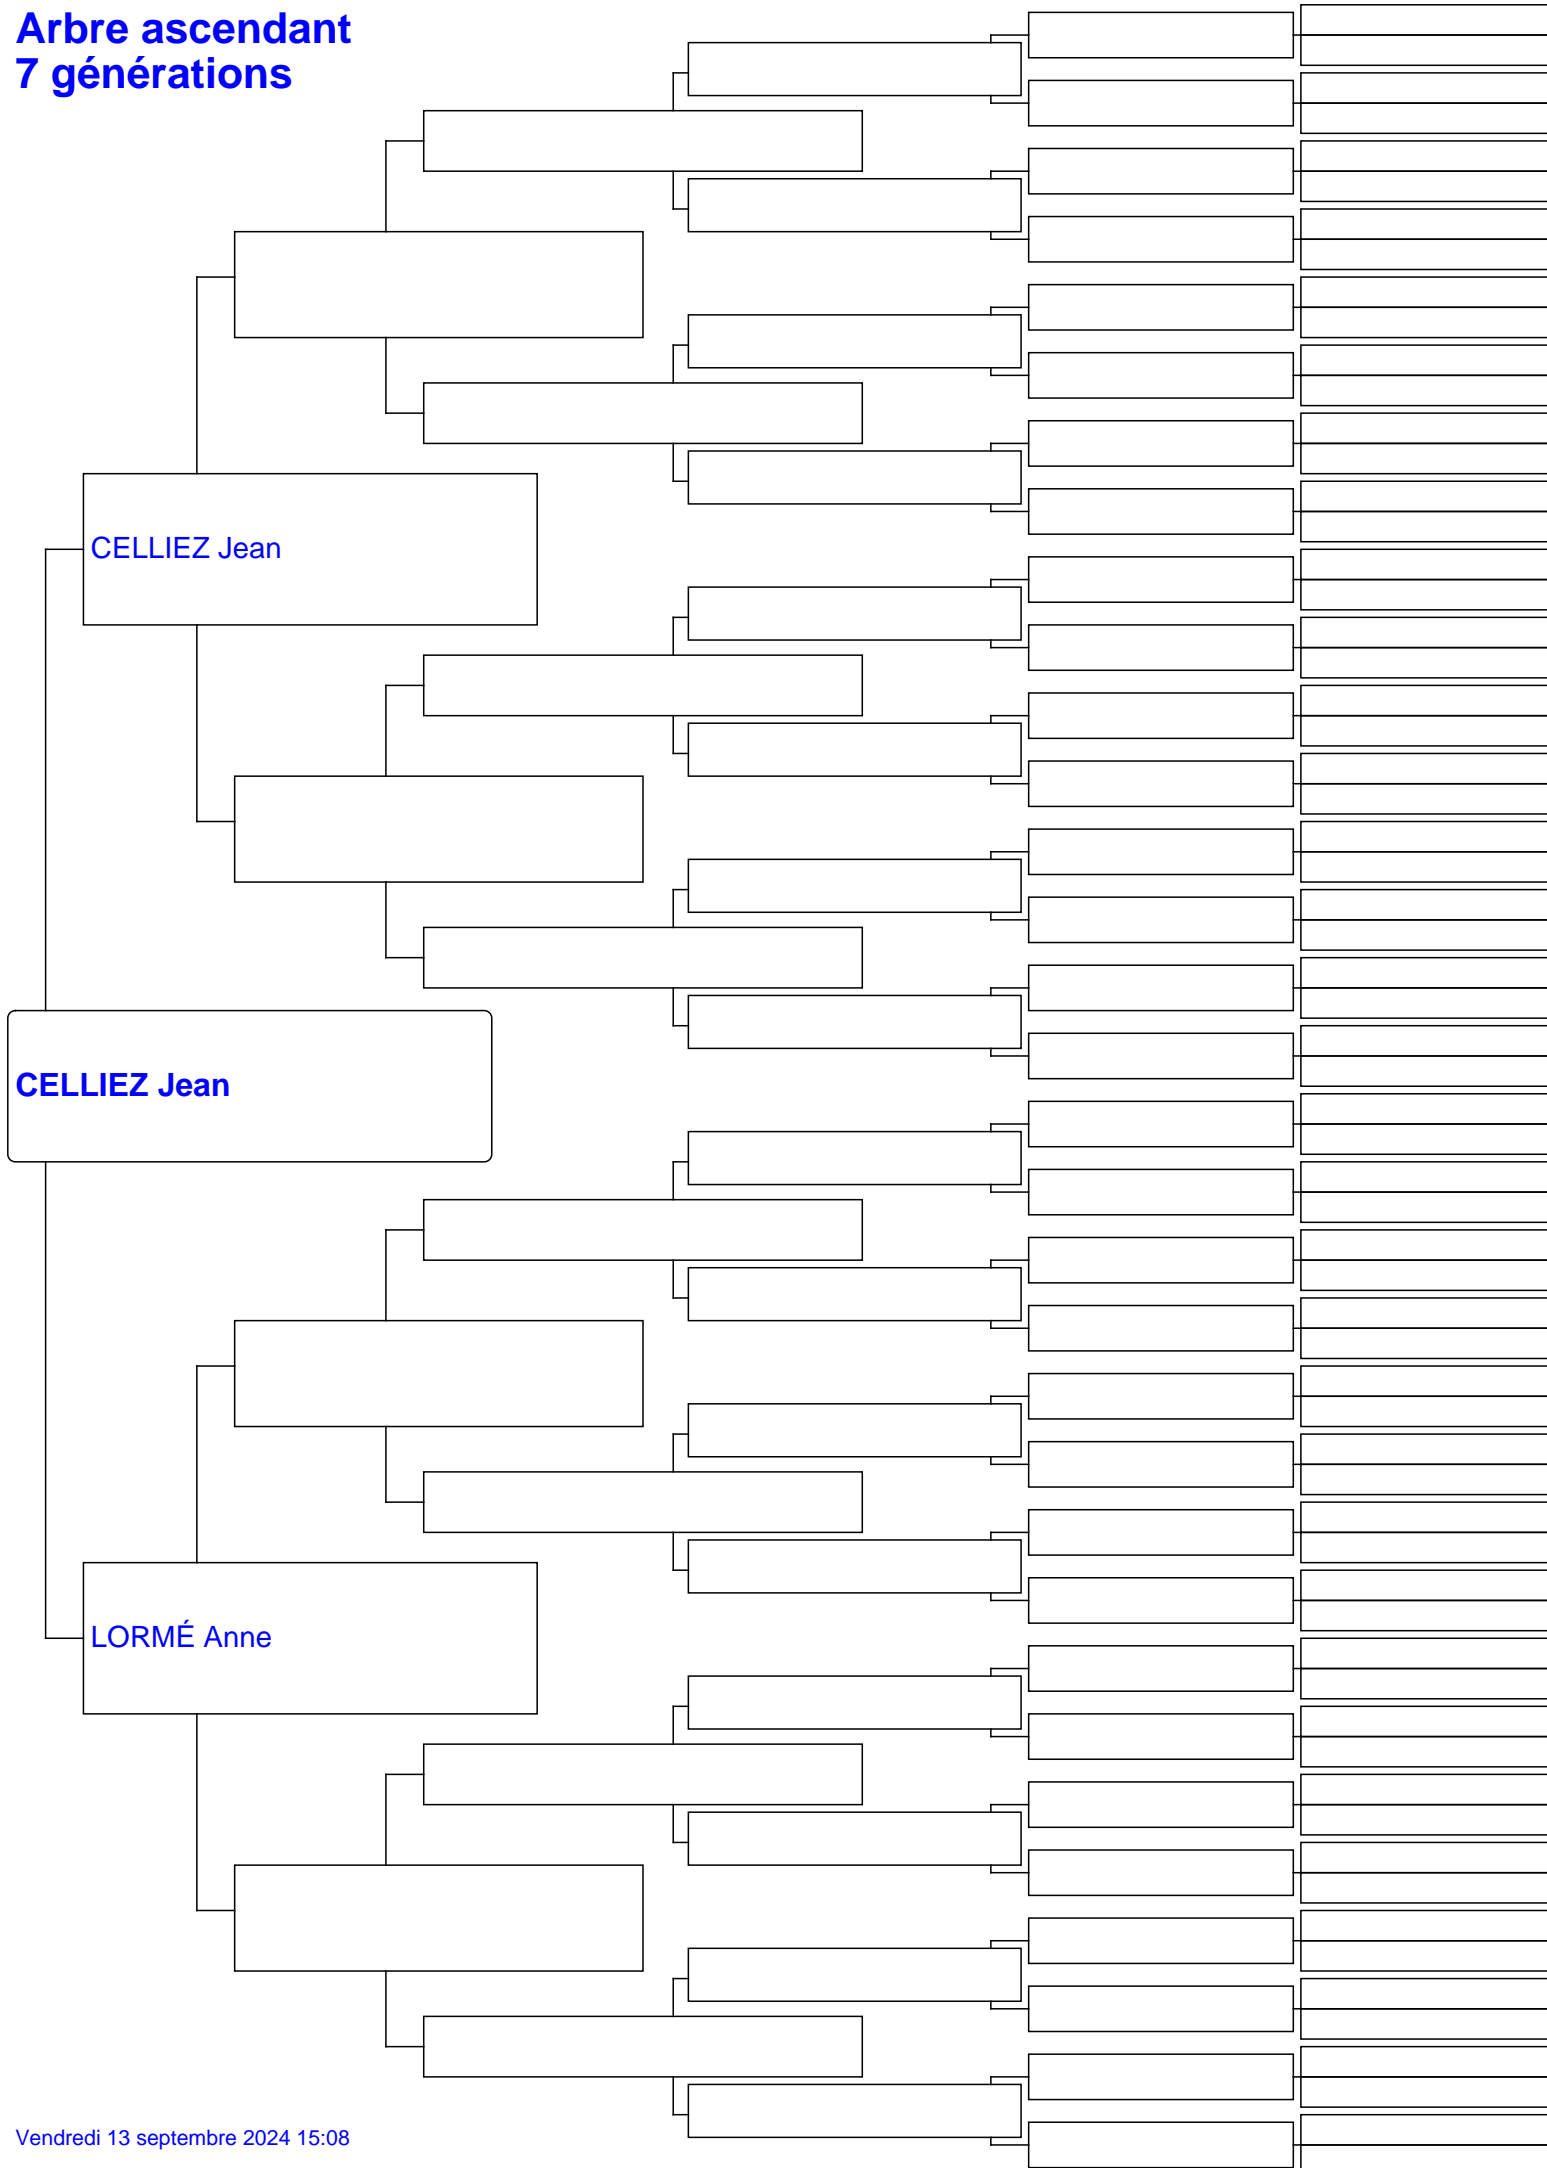 Arbre ascendant
7 générations
CELLIEZ Jean
CELLIEZ Jean
LORMÉ Anne
Vendredi 13 septembre 2024 15:08